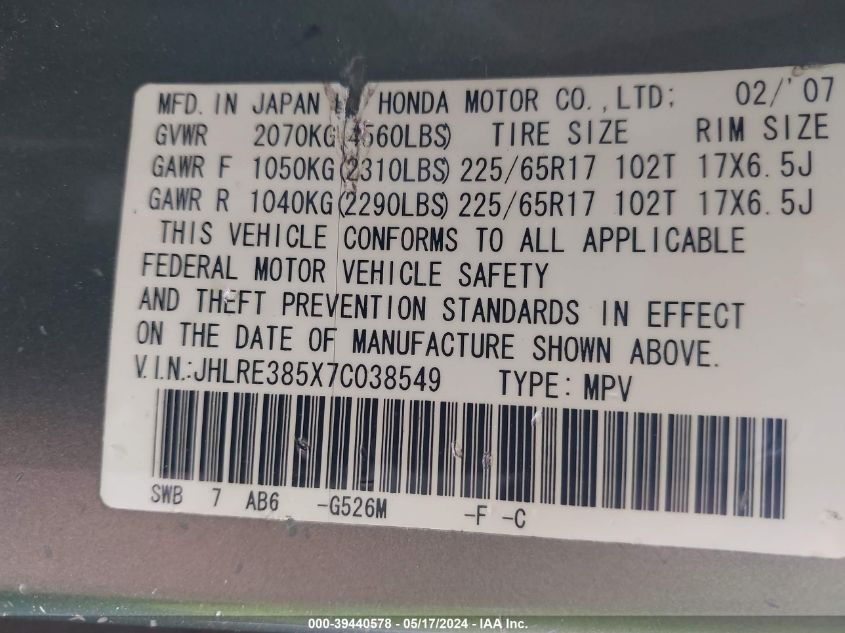 MFD. IN JAPAN HONDA MOTOR CO.,LTD: 02/'07
GVWR 2070KG(4560LBS) TIRE SIZE RIM SIZE
GAWR F 1050KG(2310LBS) 225/65R17 102T 17X6.5J
GAWR R 1040KG(2290LBS) 225/65R17 102T 17X6.5J
THIS VEHICLE CONFORMS TO ALL APPLICABLE
FEDERAL MOTOR VEHICLE SAFETY
AND THEFT PREVENTION STANDARDS IN EFFECT
ON THE DATE OF MANUFACTURE SHOWN ABOVE.
V.I.N.:JHLRE385X7C038549 TYPE: MPV
SWB 7 AB6 -G526M -F -C
000-39440578 - 05/17/2024 - IAA Inc.